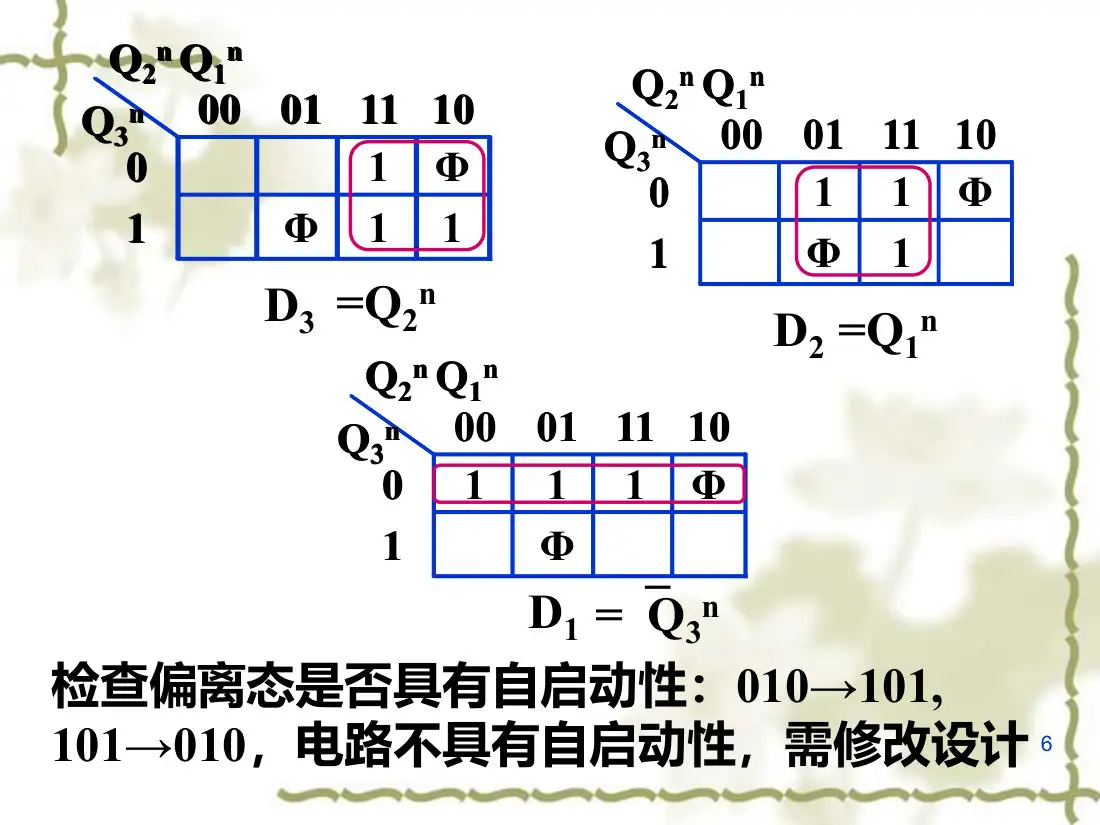 Q₂ⁿ Q₁ⁿ
Q₃ⁿ 00 01 11 10
0 1 Φ
1 Φ 1 1
D₃ =Q₂ⁿ
Q₂ⁿ Q₁ⁿ
Q₃ⁿ 00 01 11 10
0 1 1 Φ
1 Φ 1
D₂ =Q₁ⁿ
Q₂ⁿ Q₁ⁿ
Q₃ⁿ 00 01 11 10
0 1 1 1 Φ
1 Φ
D₁ = Q̅₃ⁿ
检查偏离态是否具有自启动性：010→101,
101→010，电路不具有自启动性，需修改设计
6